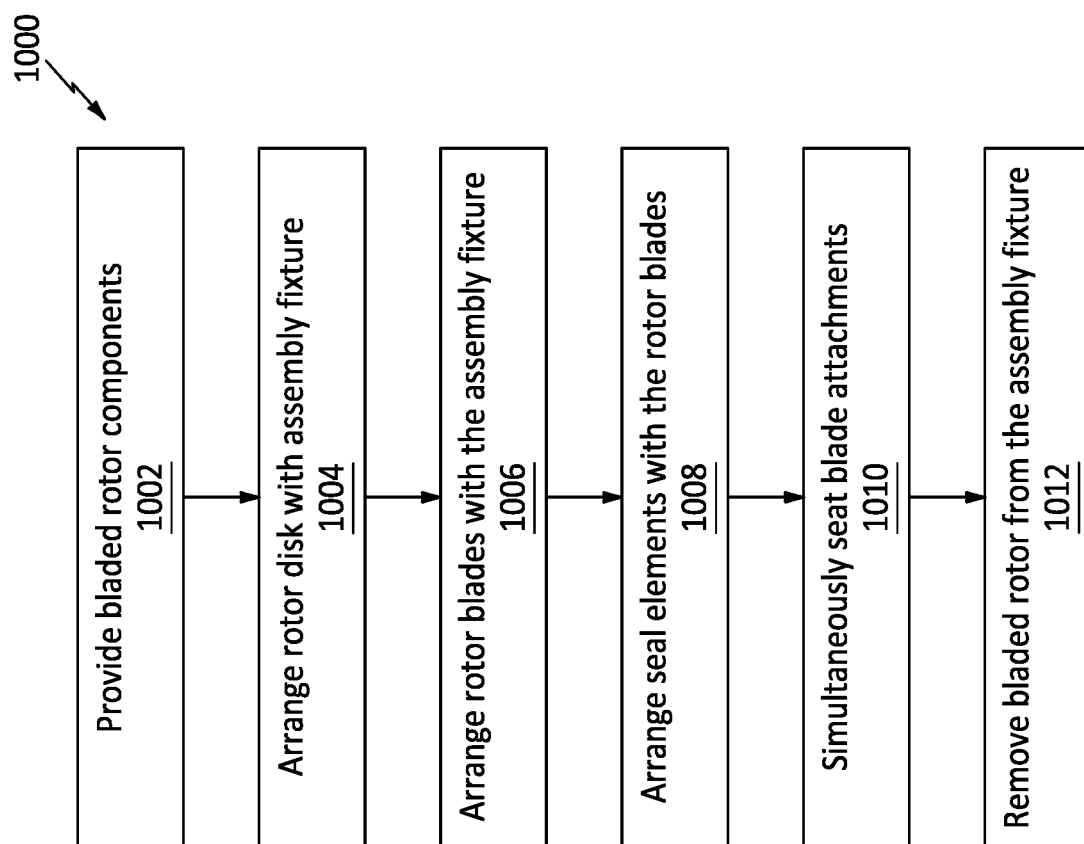 1000
Provide bladed rotor components
1002
Arrange rotor disk with assembly fixture
1004
Arrange rotor blades with the assembly fixture
1006
Arrange seal elements with the rotor blades
1008
Simultaneously seat blade attachments
1010
Remove bladed rotor from the assembly fixture
1012